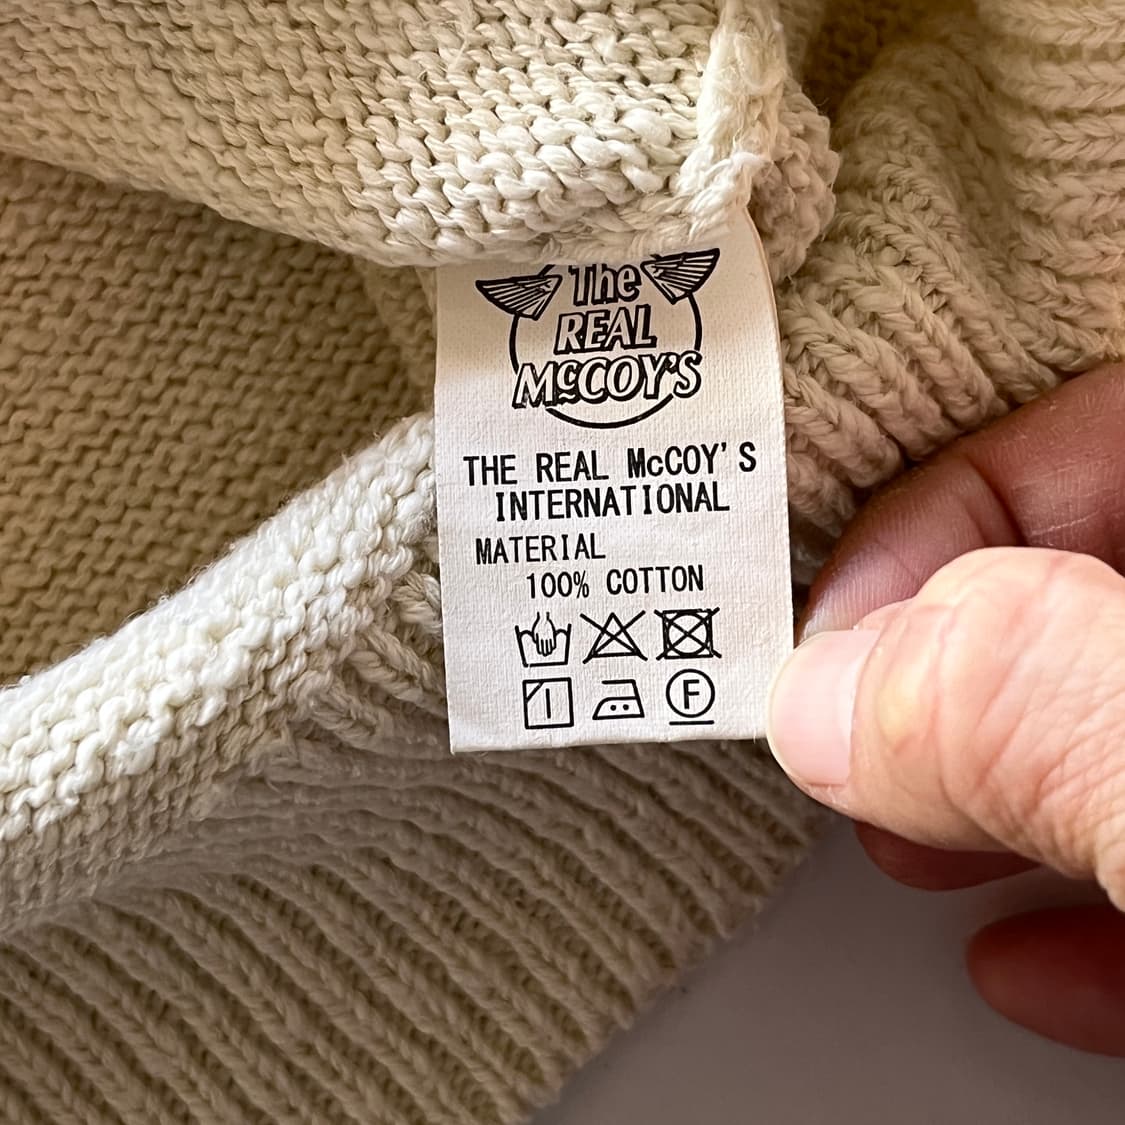 The
REAL
McCOY'S
THE REAL McCOY'S
INTERNATIONAL
MATERIAL
100% COTTON
F